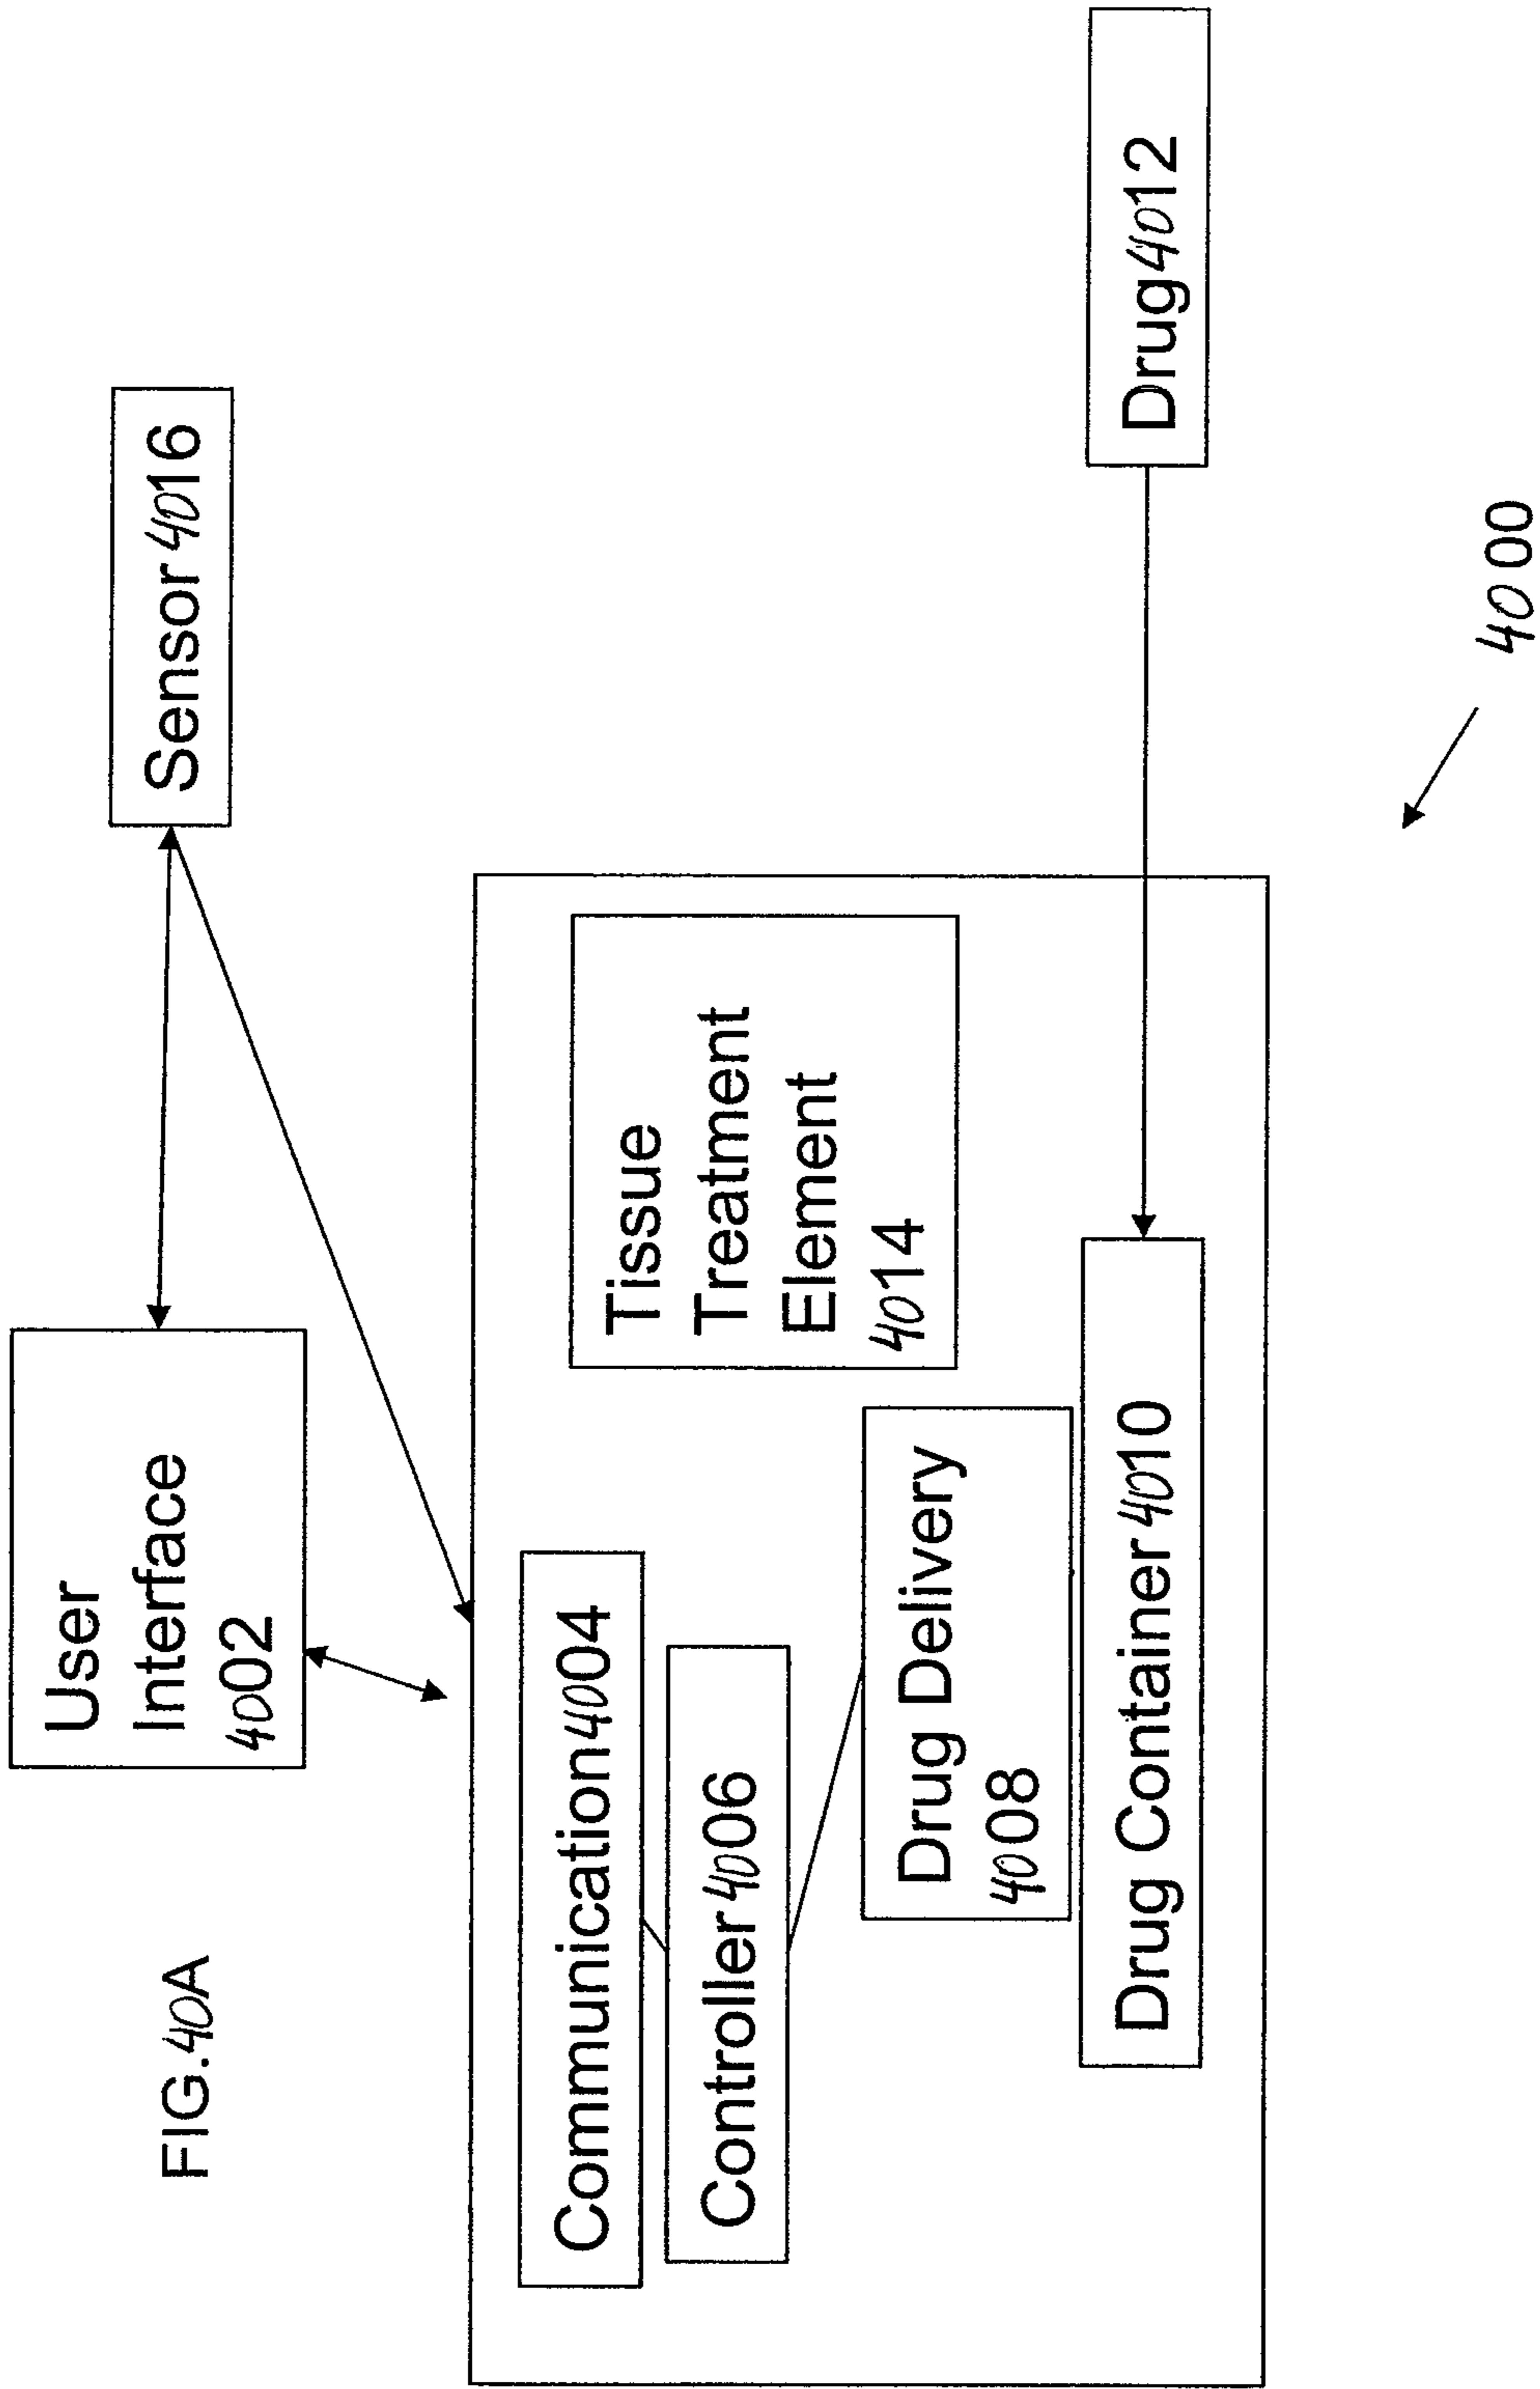 FIG.40A
User
Interface
4002
Sensor 4016
Communication 4004
Controller 4006
Tissue
Treatment
Element
4014
Drug Delivery
4008
Drug Container 4010
Drug 4012
4000